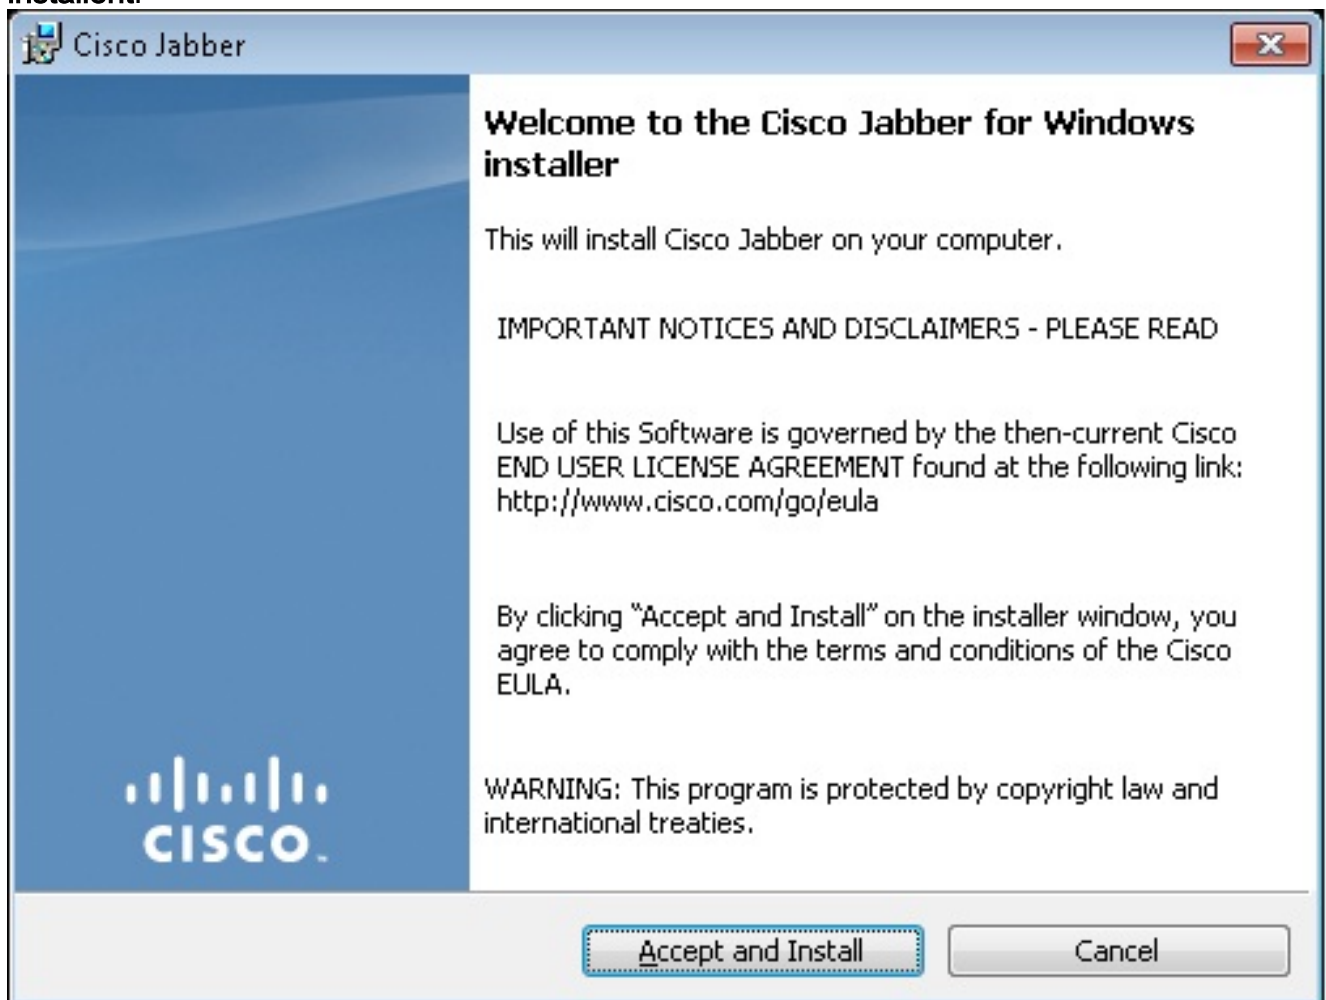 Cisco Jabber
Welcome to the Cisco Jabber for Windows
installer
This will install Cisco Jabber on your computer.
IMPORTANT NOTICES AND DISCLAIMERS - PLEASE READ
Use of this Software is governed by the then-current Cisco
END USER LICENSE AGREEMENT found at the following link:
http://www.cisco.com/go/eula
By clicking “Accept and Install” on the installer window, you
agree to comply with the terms and conditions of the Cisco
EULA.
WARNING: This program is protected by copyright law and
international treaties.
CISCO
Accept and Install
Cancel